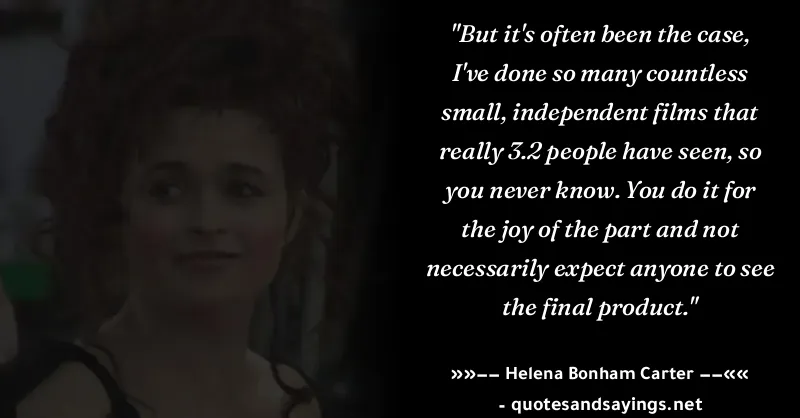 "But it's often been the case,
I've done so many countless
small, independent films that
really 3.2 people have seen, so
you never know. You do it for
the joy of the part and not
necessarily expect anyone to see
the final product."
»»−− Helena Bonham Carter −−««
- quotesandsayings.net